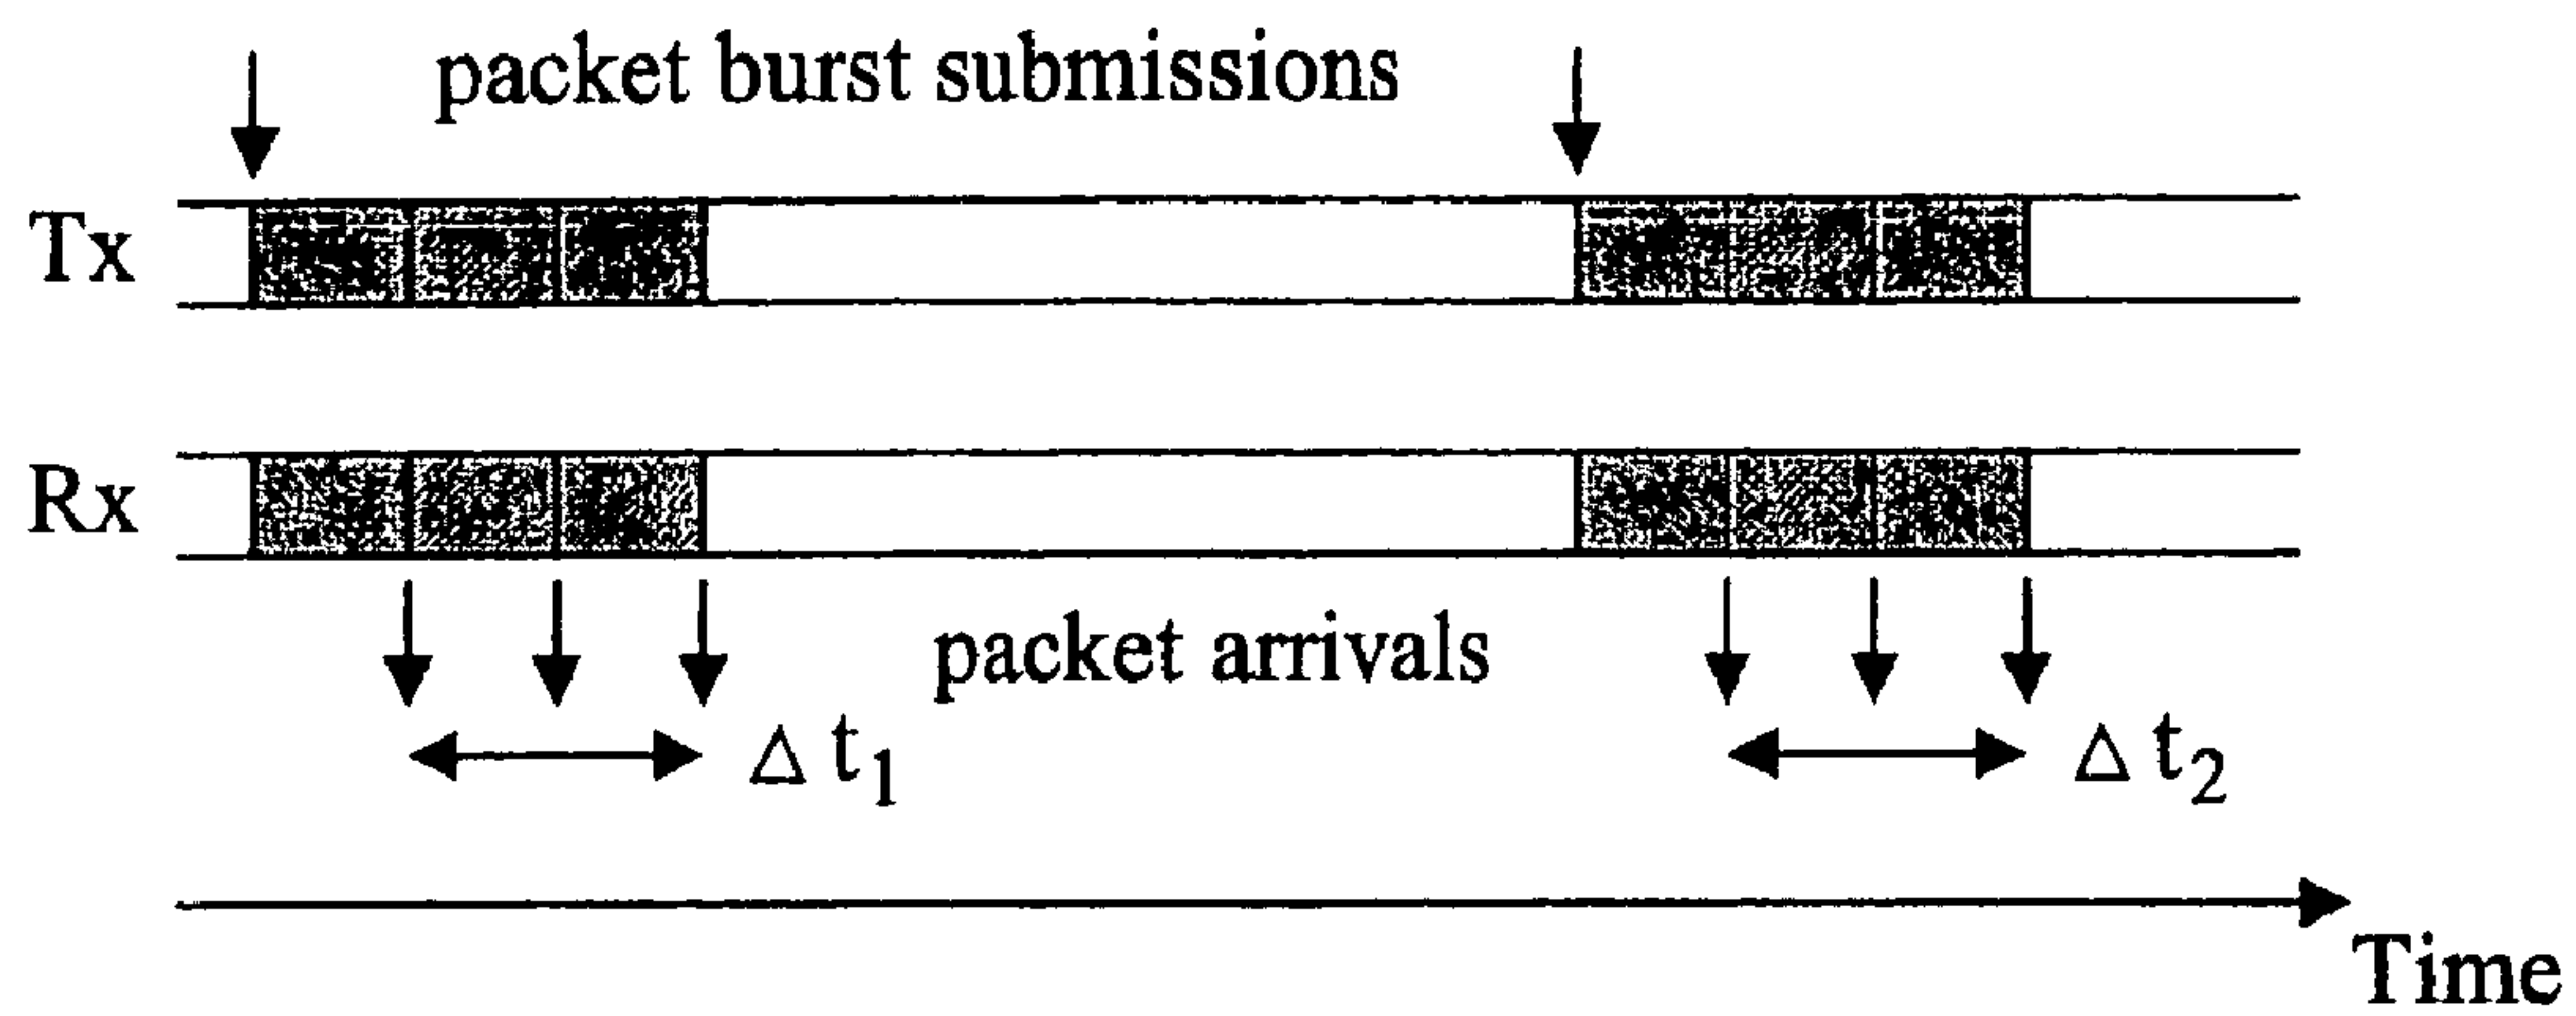 packet burst submissions
Tx
Rx
packet arrivals
Δ t₁
Δ t₂
Time